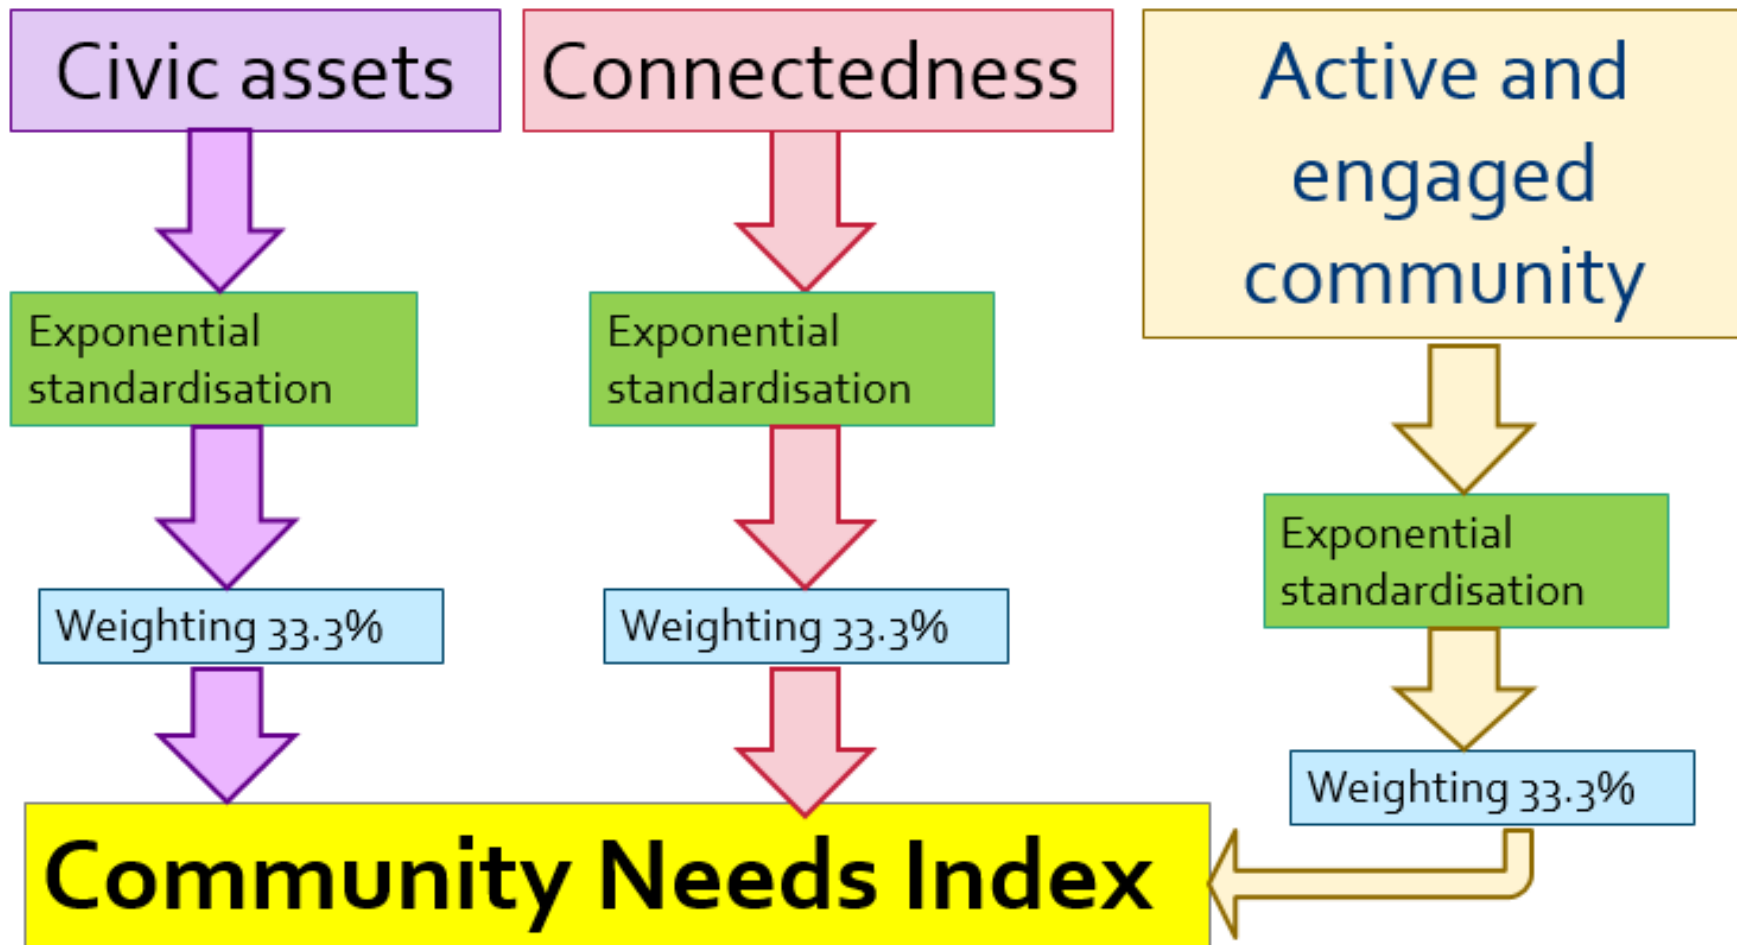 Civic assets
Connectedness
Active and
engaged
community
Exponential
standardisation
Exponential
standardisation
Exponential
standardisation
Weighting 33.3%
Weighting 33.3%
Weighting 33.3%
Community Needs Index